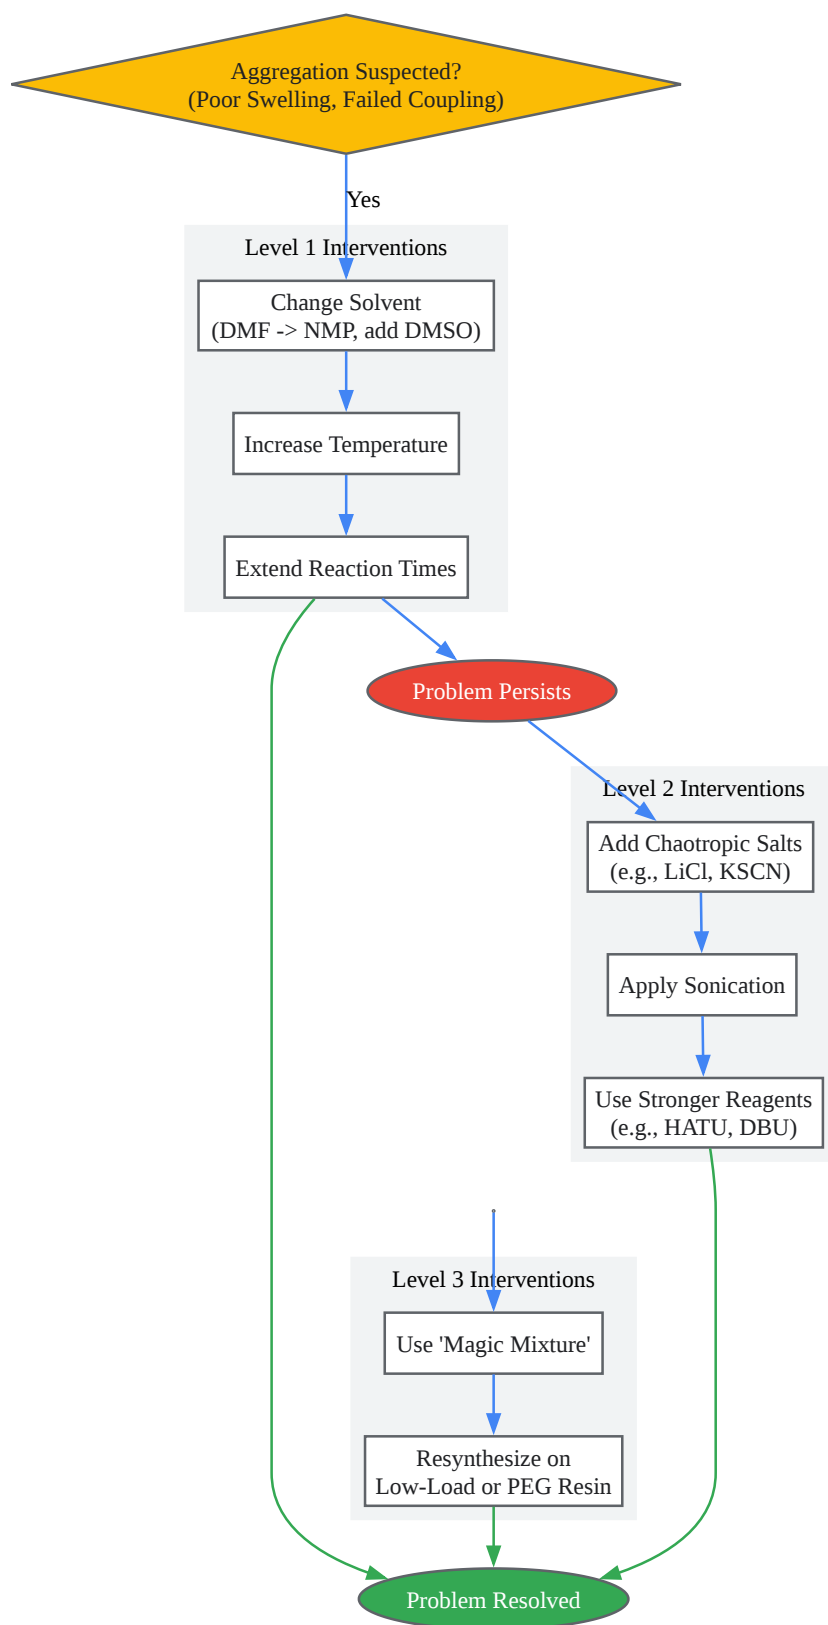 Aggregation Suspected?
(Poor Swelling, Failed Coupling)
Yes
Level 1 Interventions
Change Solvent
(DMF -> NMP, add DMSO)
Increase Temperature
Extend Reaction Times
Problem Persists
Level 2 Interventions
Add Chaotropic Salts
(e.g., LiCl, KSCN)
Apply Sonication
Use Stronger Reagents
(e.g., HATU, DBU)
Level 3 Interventions
Use 'Magic Mixture'
Resynthesize on
Low-Load or PEG Resin
Problem Resolved